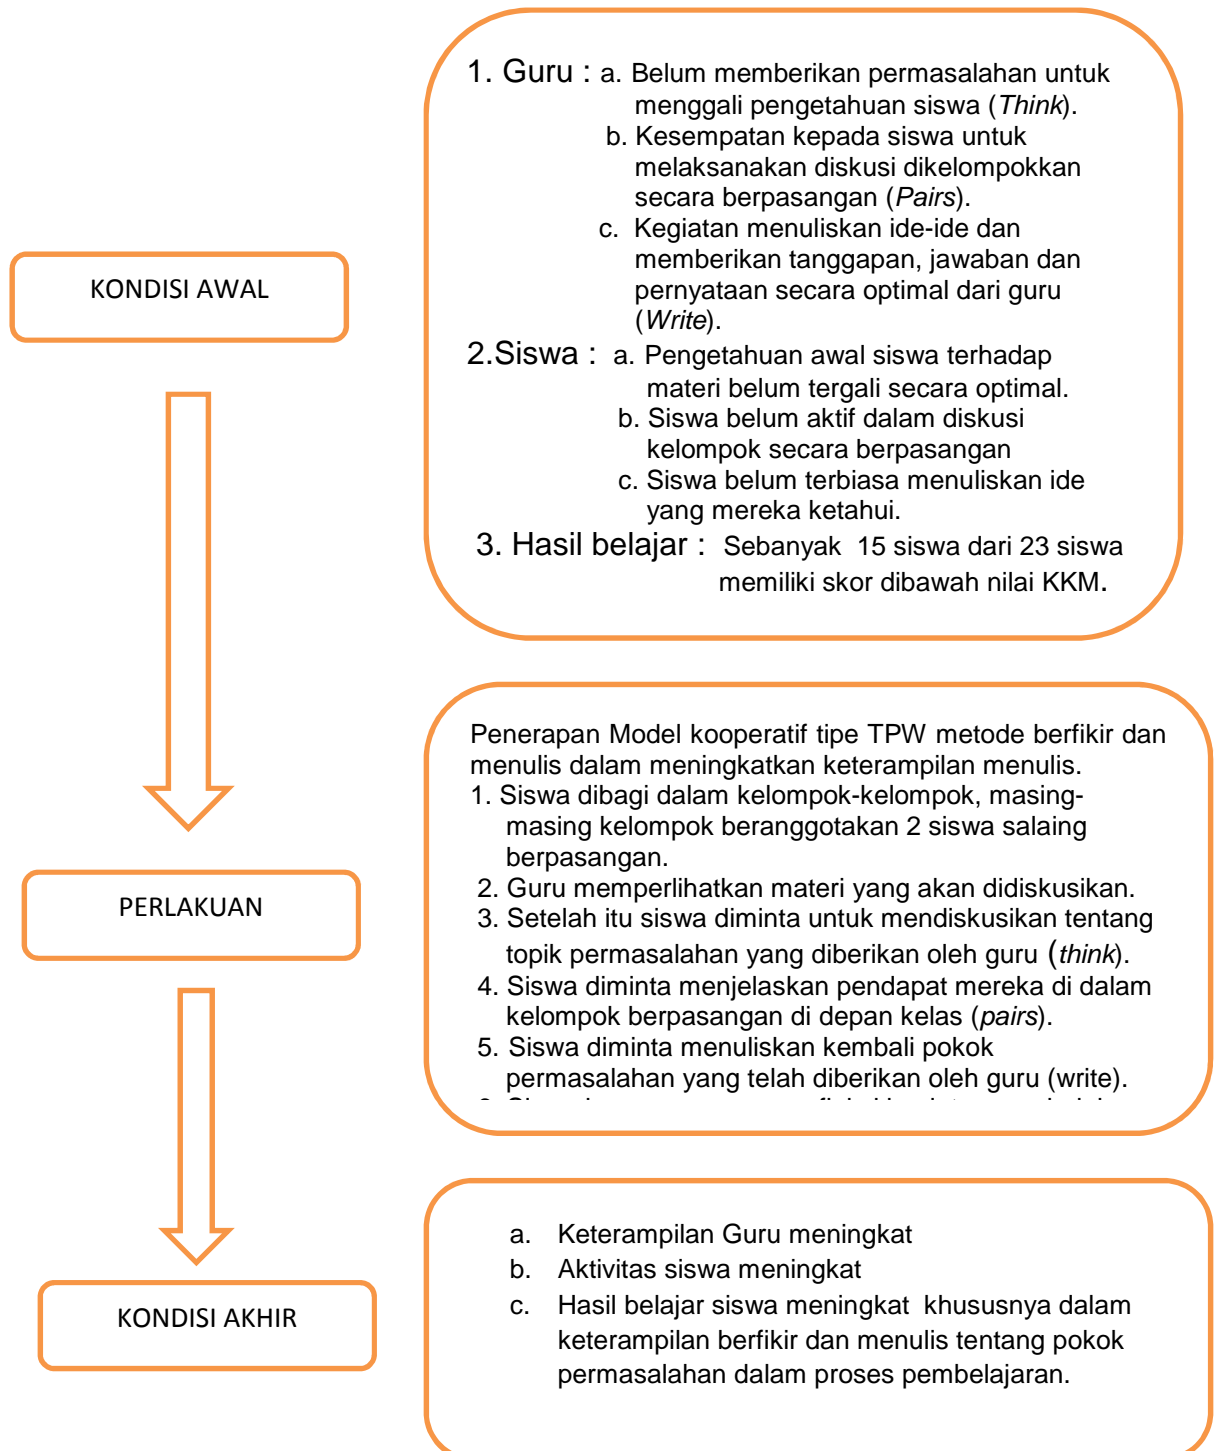 1. Guru : a. Belum memberikan permasalahan untuk
menggali pengetahuan siswa (Think).
b. Kesempatan kepada siswa untuk
melaksanakan diskusi dikelompokkan
secara berpasangan (Pairs).
c. Kegiatan menuliskan ide-ide dan
memberikan tanggapan, jawaban dan
pernyataan secara optimal dari guru
(Write).
2.Siswa : a. Pengetahuan awal siswa terhadap
materi belum tergali secara optimal.
b. Siswa belum aktif dalam diskusi
kelompok secara berpasangan
c. Siswa belum terbiasa menuliskan ide
yang mereka ketahui.
3. Hasil belajar : Sebanyak 15 siswa dari 23 siswa
memiliki skor dibawah nilai KKM.
KONDISI AWAL
Penerapan Model kooperatif tipe TPW metode berfikir dan
menulis dalam meningkatkan keterampilan menulis.
1. Siswa dibagi dalam kelompok-kelompok, masing-
masing kelompok beranggotakan 2 siswa salaing
berpasangan.
2. Guru memperlihatkan materi yang akan didiskusikan.
3. Setelah itu siswa diminta untuk mendiskusikan tentang
topik permasalahan yang diberikan oleh guru (think).
4. Siswa diminta menjelaskan pendapat mereka di dalam
kelompok berpasangan di depan kelas (pairs).
5. Siswa diminta menuliskan kembali pokok
permasalahan yang telah diberikan oleh guru (write).
PERLAKUAN
a. Keterampilan Guru meningkat
b. Aktivitas siswa meningkat
c. Hasil belajar siswa meningkat khususnya dalam
keterampilan berfikir dan menulis tentang pokok
permasalahan dalam proses pembelajaran.
KONDISI AKHIR